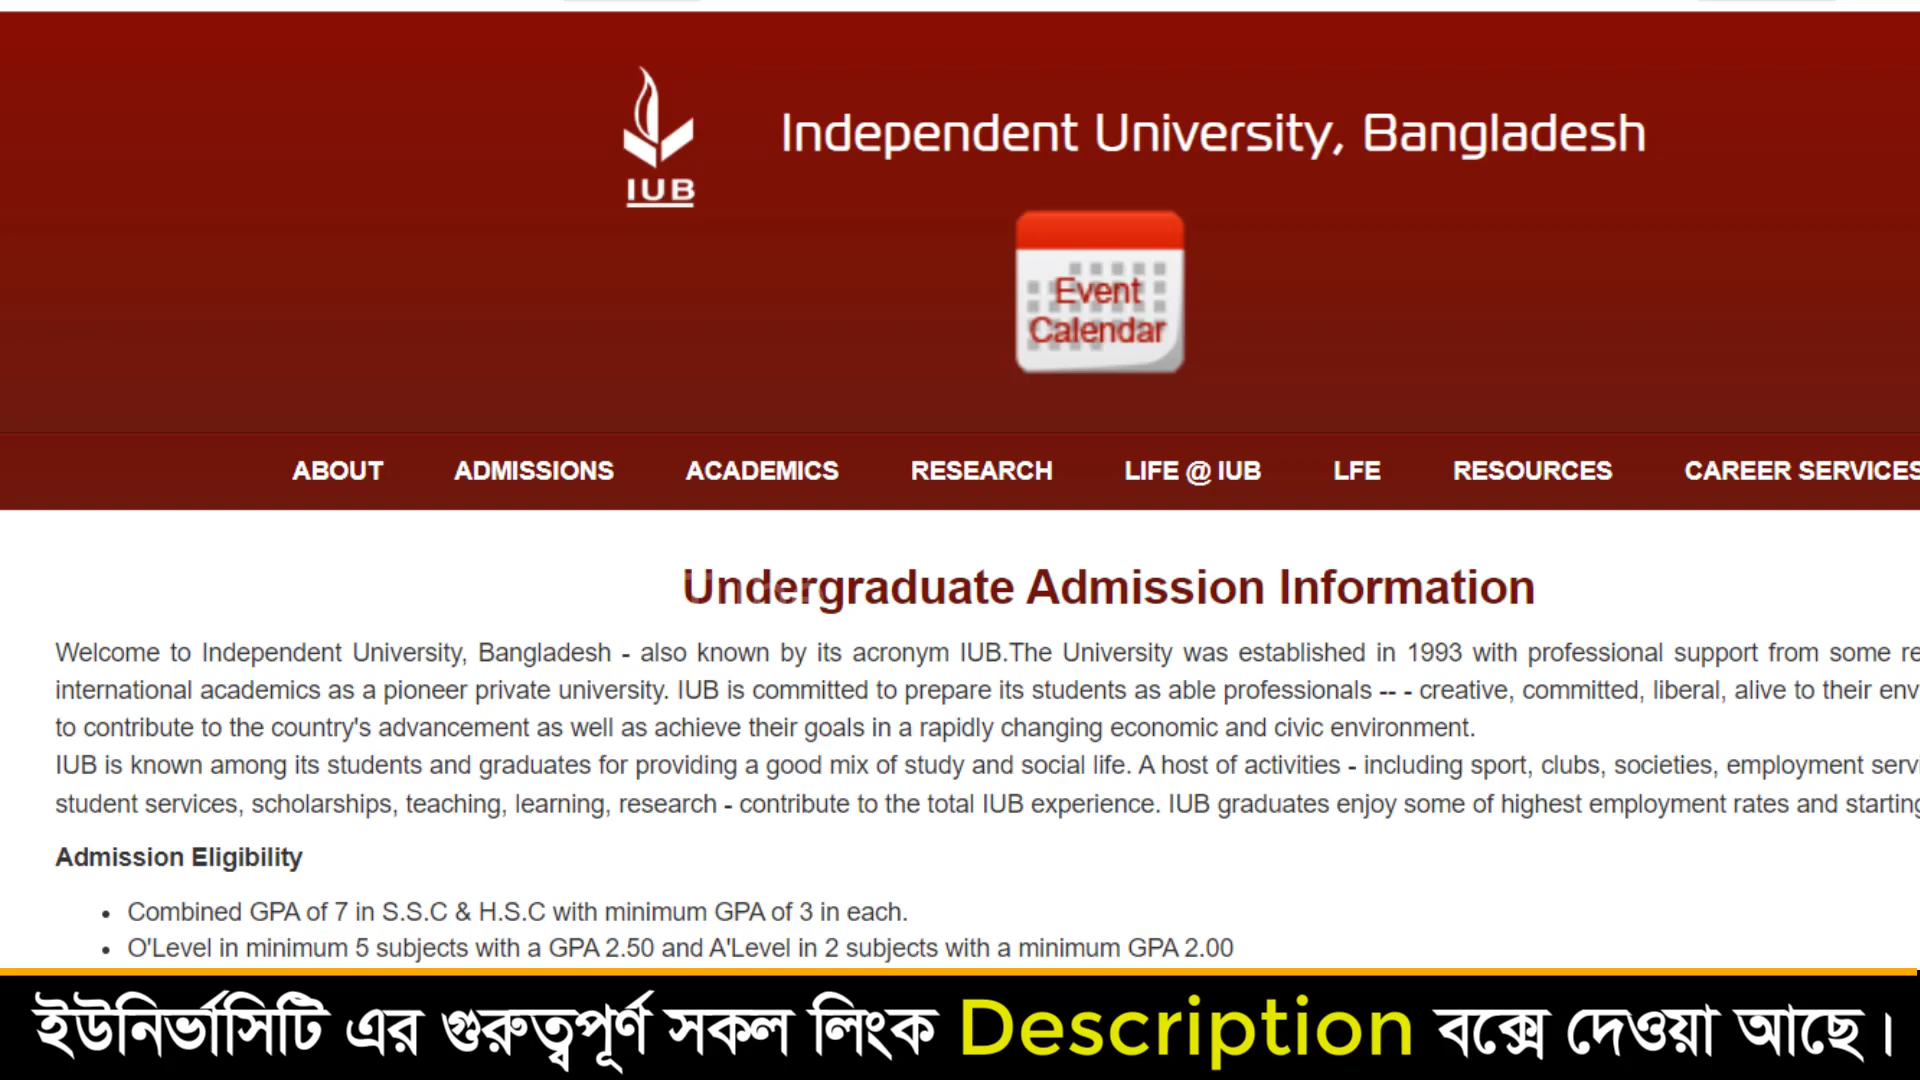 IUB
Independent University, Bangladesh
Event
Calendar
ABOUT ADMISSIONS ACADEMICS RESEARCH LIFE @ IUB LFE RESOURCES CAREER SERVICES
Undergraduate Admission Information
Welcome to Independent University, Bangladesh - also known by its acronym IUB.The University was established in 1993 with professional support from some
international academics as a pioneer private university. IUB is committed to prepare its students as able professionals -- - creative, committed, liberal, alive to their
to contribute to the country's advancement as well as achieve their goals in a rapidly changing economic and civic environment.
IUB is known among its students and graduates for providing a good mix of study and social life. A host of activities - including sport, clubs, societies, employment
student services, scholarships, teaching, learning, research - contribute to the total IUB experience. IUB graduates enjoy some of highest employment rates and starting
Admission Eligibility
• Combined GPA of 7 in S.S.C & H.S.C with minimum GPA of 3 in each.
• O'Level in minimum 5 subjects with a GPA 2.50 and A'Level in 2 subjects with a minimum GPA 2.00
ইউনির্ভাসিটি এর গুরুত্বপূর্ণ সকল লিংক Description বক্সে দেওয়া আছে।